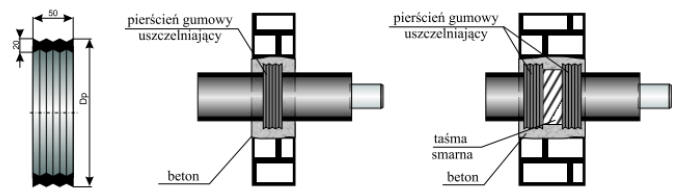 50
20
Dp
pierścień gumowy
uszczelniający
beton
pierścień gumowy
uszczelniający
taśma
smarna
beton